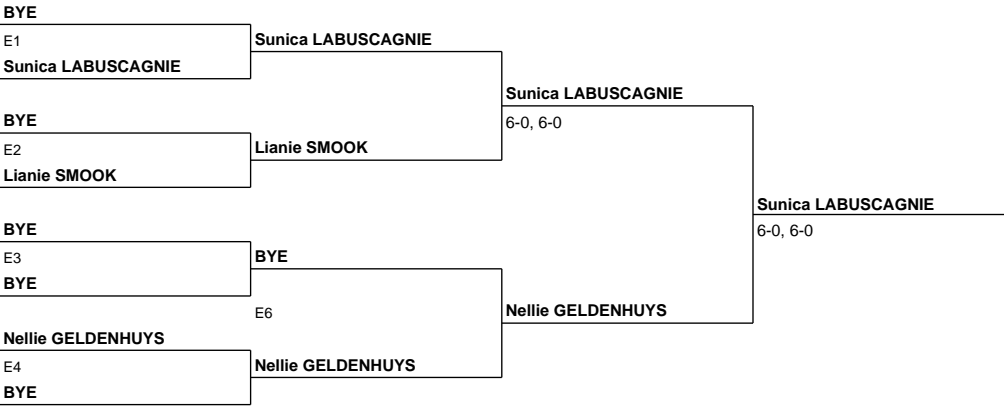 BYE
E1
Sunica LABUSCAGNIE
Sunica LABUSCAGNIE
BYE
E2
Lianie SMOOK
Lianie SMOOK
Sunica LABUSCAGNIE
6-0, 6-0
BYE
E3
BYE
BYE
E6
Nellie GELDENHUYS
E4
BYE
Nellie GELDENHUYS
Nellie GELDENHUYS
Sunica LABUSCAGNIE
6-0, 6-0